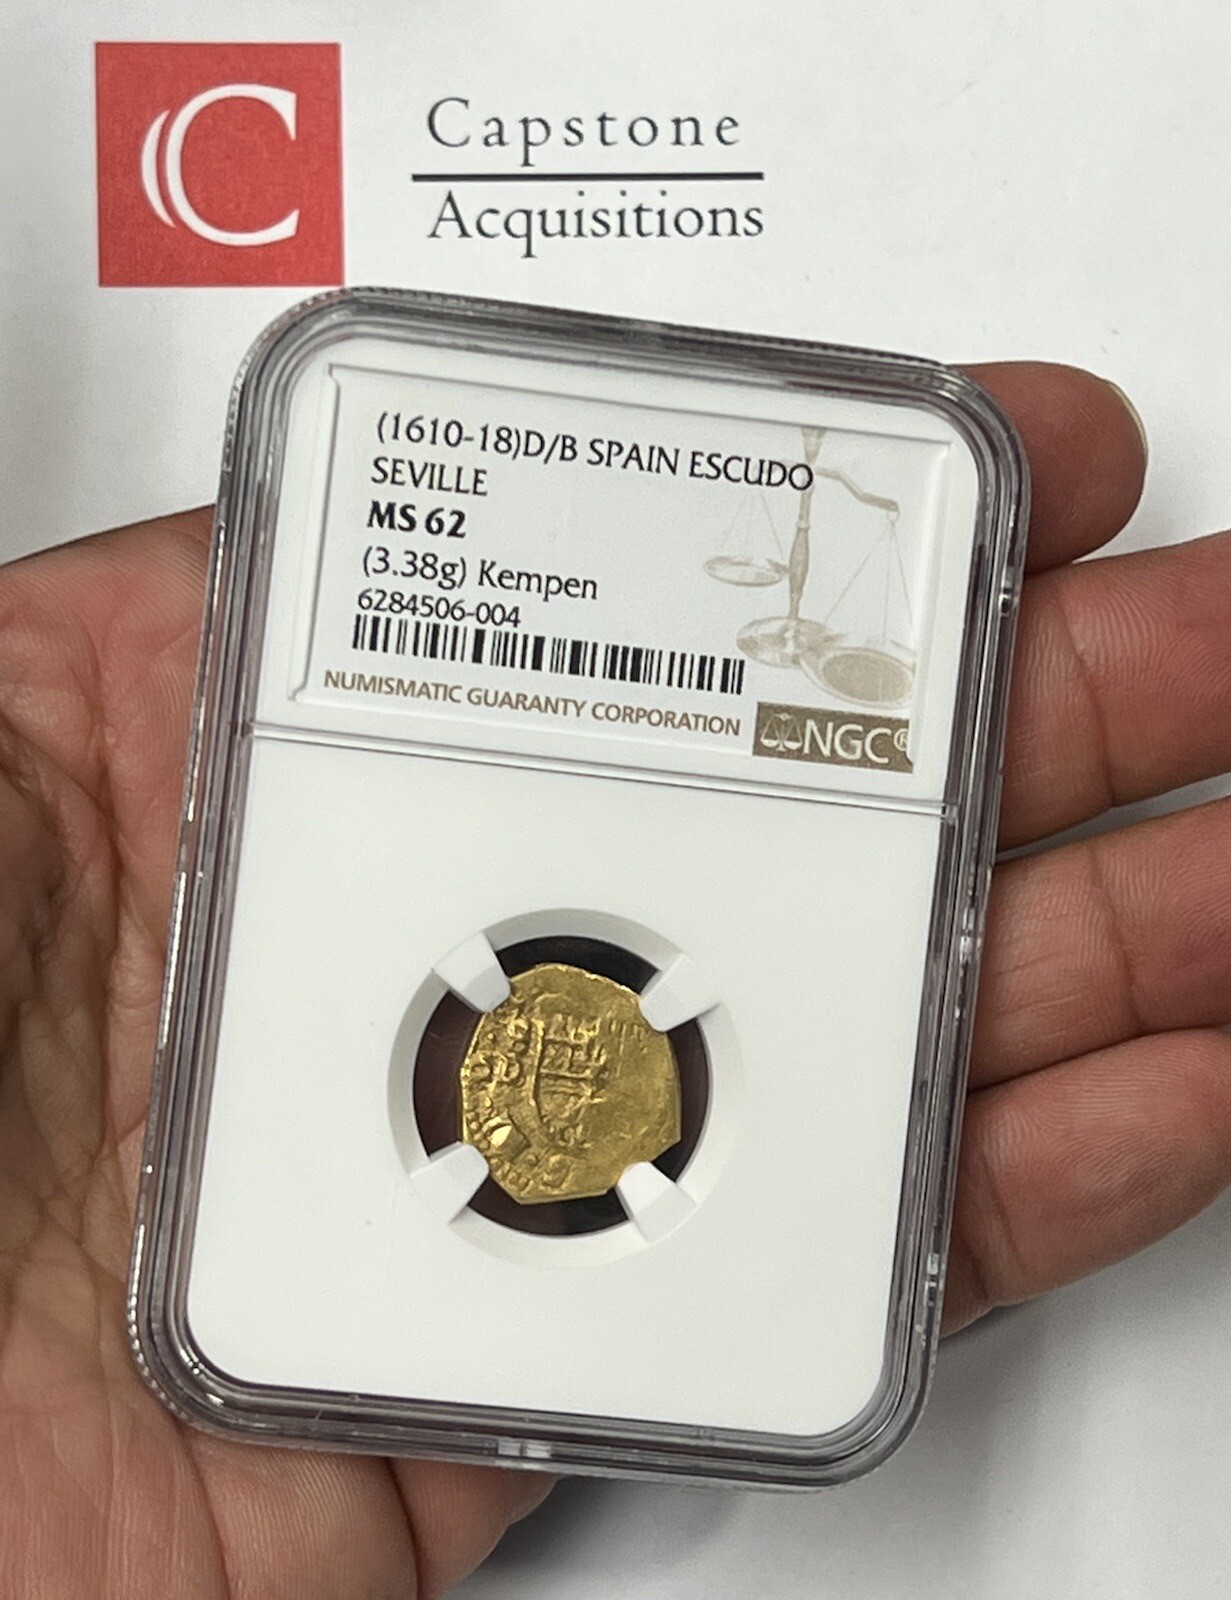 C
Capstone
Acquisitions
(1610-18)D/B SPAIN ESCUDO
SEVILLE
MS 62
(3.38g) Kempen
6284506-004
NUMISMATIC GUARANTY CORPORATION
NGC®